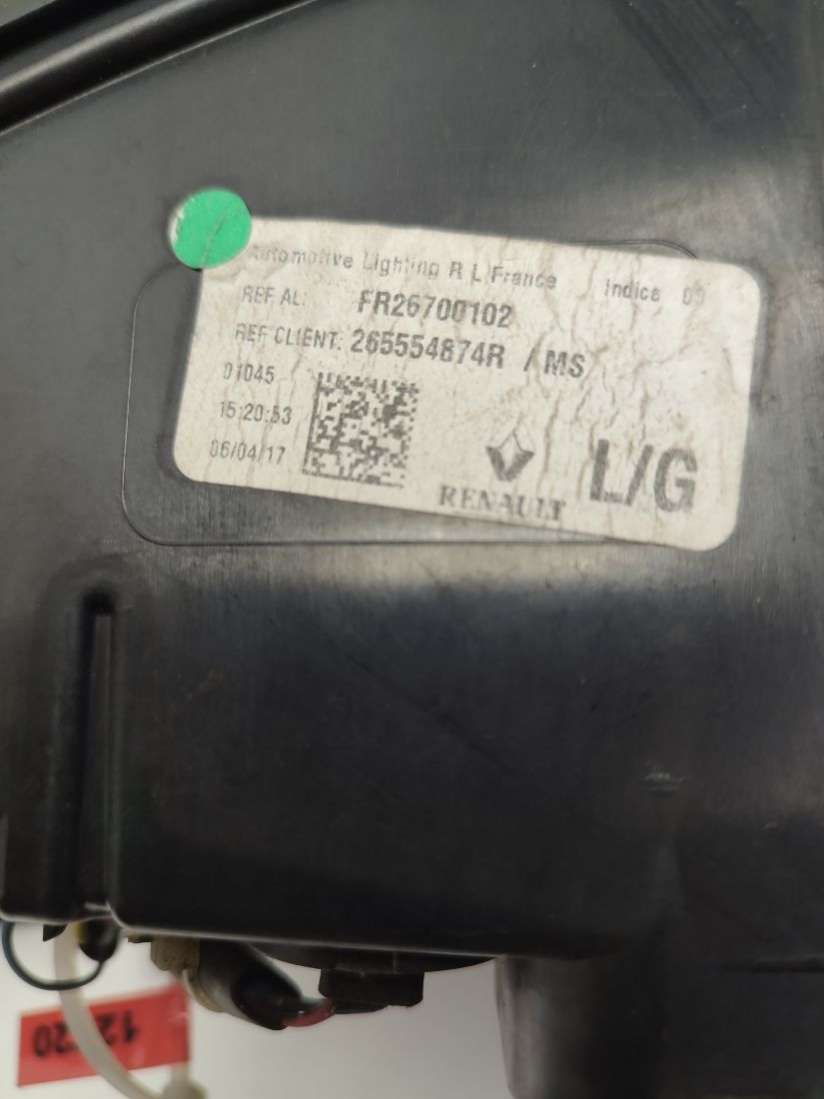 Automotive Lighting R L France Indice 09
REF AL: FR26700102
REF CLIENT: 265554874R / MS
01045
15:20:53
06/04/17
RENAULT
L/G